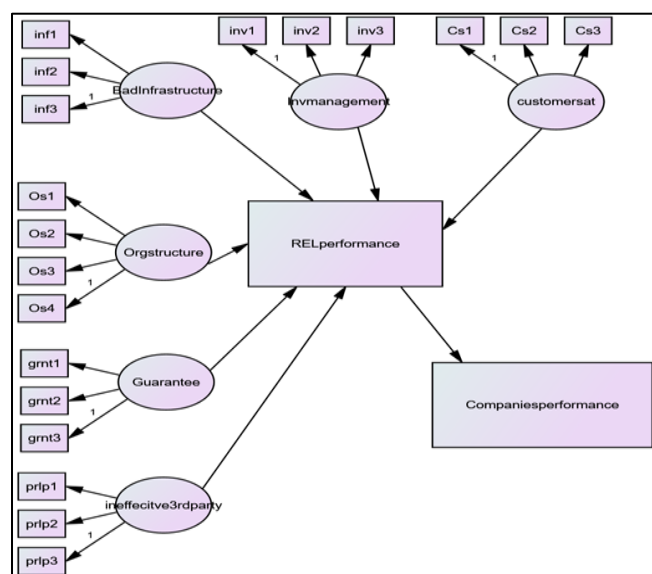 inf1
inf2
inf3
1
BadInfrastructure
inv1
inv2
inv3
1
Invmanagement
Cs1
Cs2
Cs3
1
customersat
Os1
Os2
Os3
Os4
1
Orgstructure
RELperformance
grnt1
grnt2
grnt3
1
Guarantee
Companiesperformance
prlp1
prlp2
prlp3
1
ineffecitve3rdparty